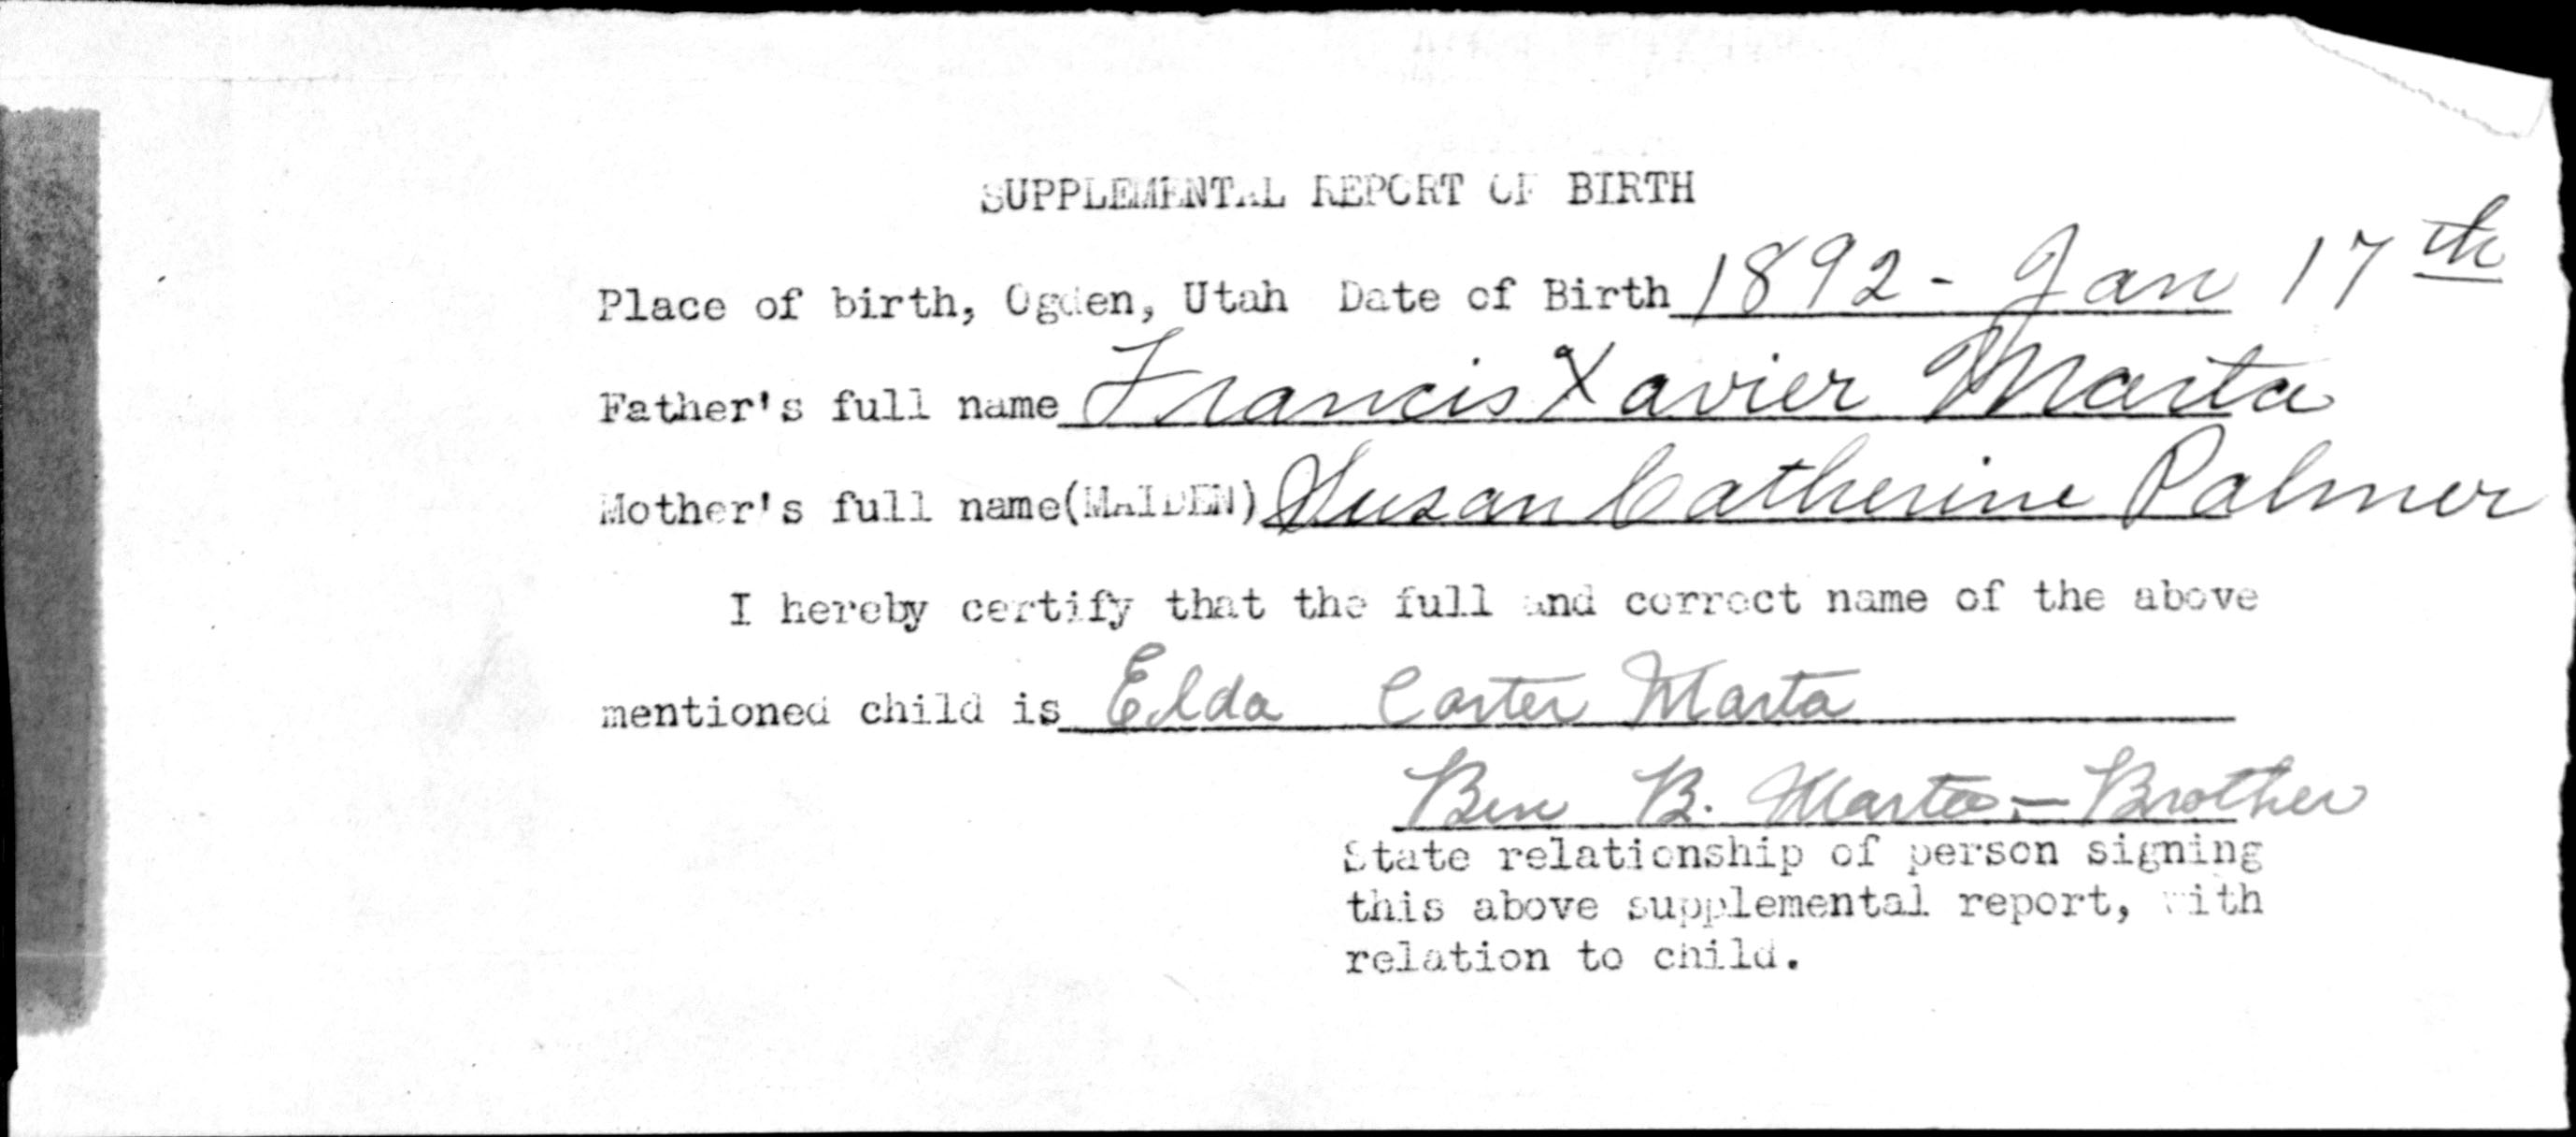 SUPPLEMENTAL REPORT OF BIRTH
Place of birth, Ogden, Utah Date of Birth 1892 - Jan 17th
Father's full name Francis Xavier Marta
Mother's full name(MAIDEN) Susan Catherine Palmer
I hereby certify that the full and correct name of the above
mentioned child is Elda Carter Marta
Ben B. Marta - Brother
State relationship of person signing
this above supplemental report, with
relation to child.